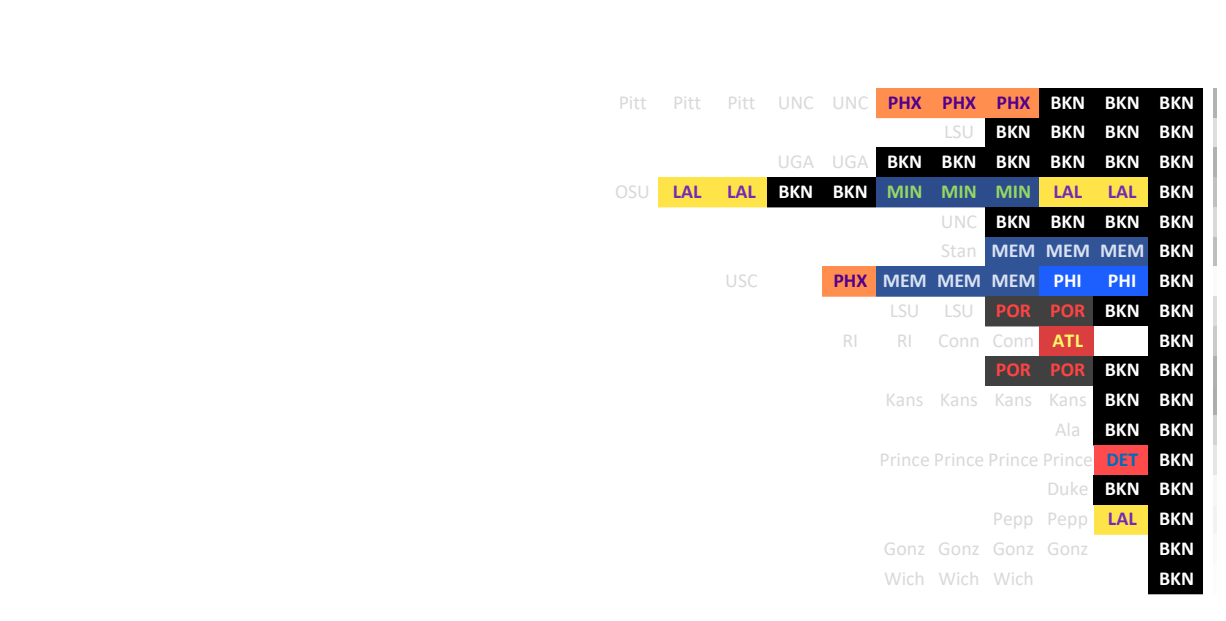 Pitt Pitt Pitt UNC UNC PHX PHX PHX BKN BKN BKN
LSU BKN BKN BKN BKN
UGA UGA BKN BKN BKN BKN BKN BKN
OSU LAL LAL BKN BKN MIN MIN MIN LAL LAL BKN
UNC BKN BKN BKN BKN
Stan MEM MEM MEM BKN
USC PHX MEM MEM MEM PHI PHI BKN
LSU LSU POR POR BKN BKN
RI RI Conn Conn ATL BKN
POR POR BKN BKN
Kans Kans Kans Kans BKN BKN
Ala BKN BKN
Prince Prince Prince Prince DET BKN
Duke BKN BKN
Pepp Pepp LAL BKN
Gonz Gonz Gonz Gonz BKN
Wich Wich Wich BKN